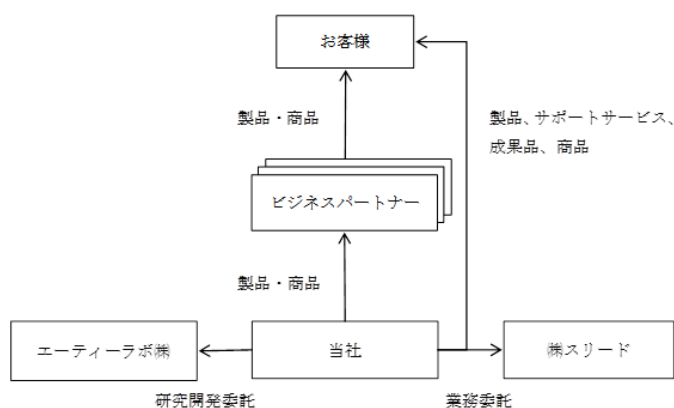 お客様
製品・商品
製品、サポートサービス、
成果品、商品
ビジネスパートナー
製品・商品
エーティーラボ㈱
当社
㈱スリード
研究開発委託
業務委託